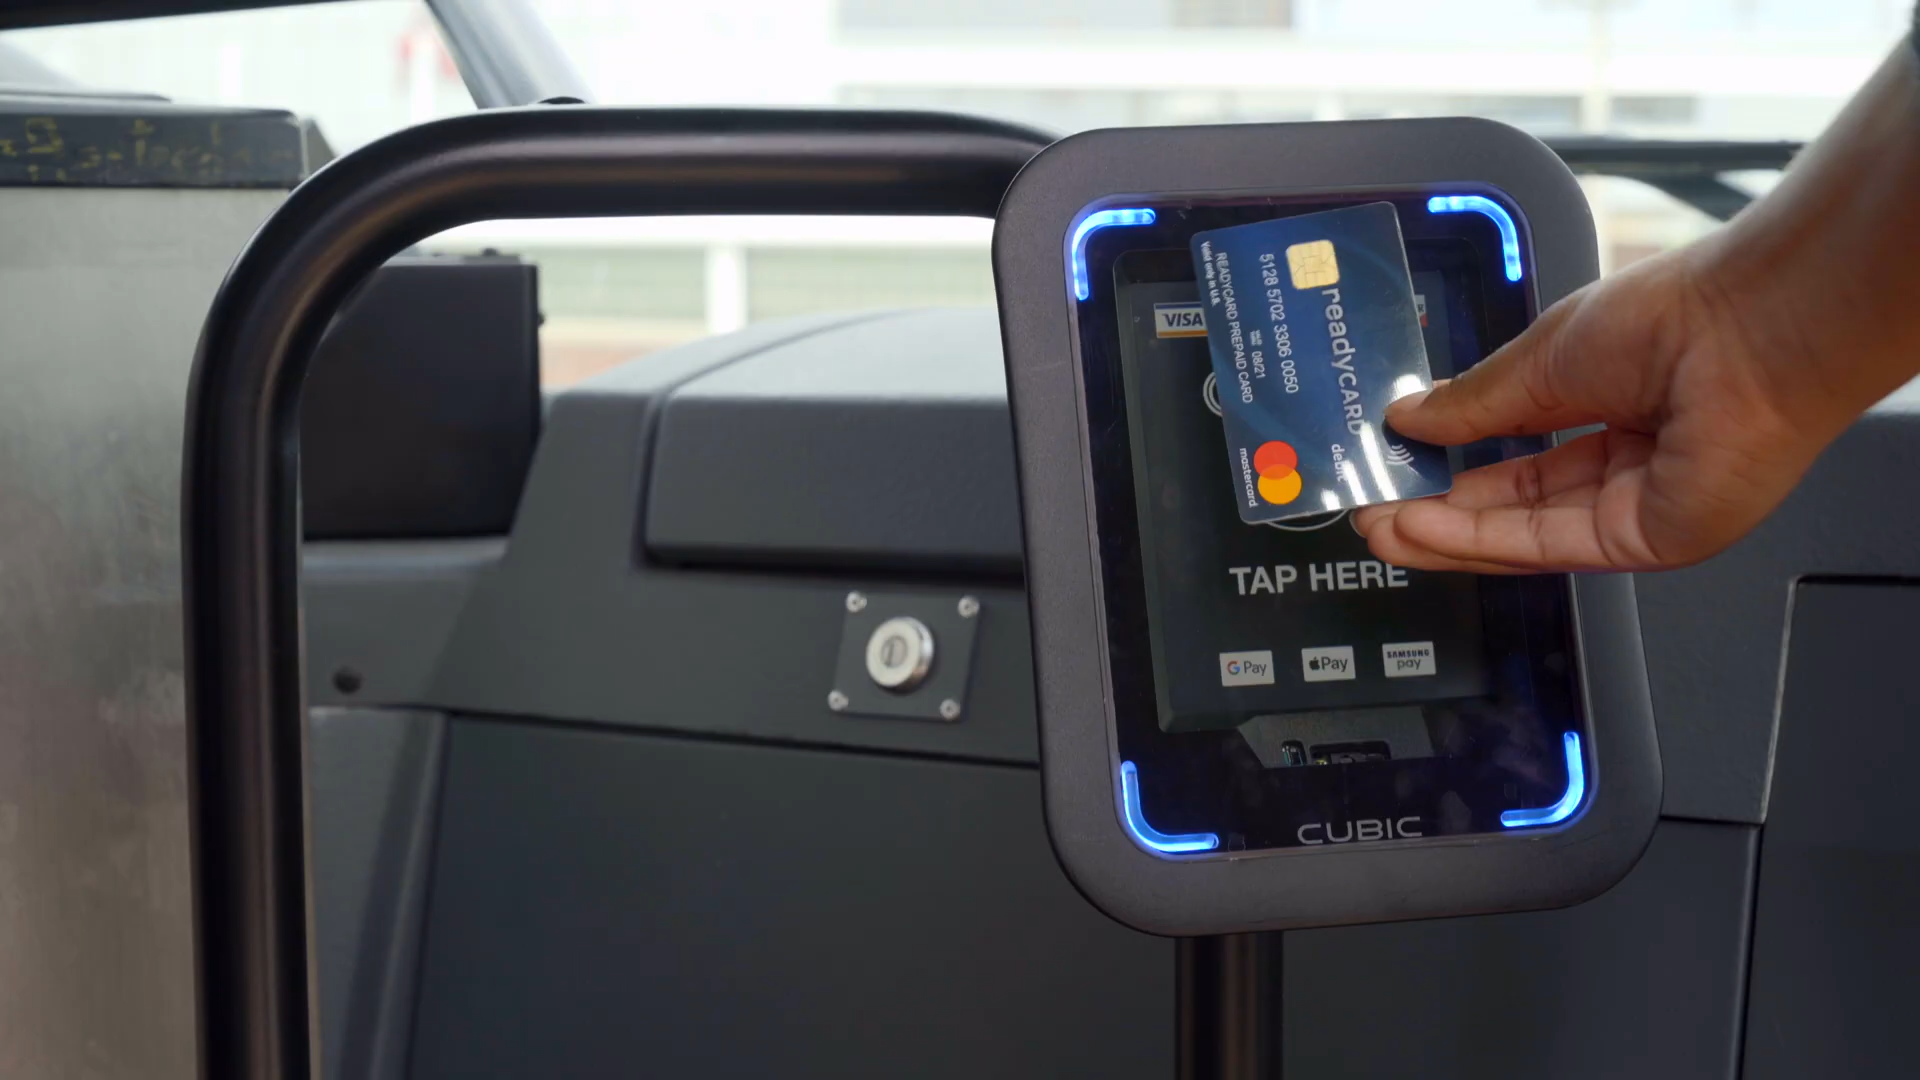 VISA
readyCARD
debit
5128 5702 3306 0050
08/21
READYCARD PREPAID CARD
Valid only in U.S.
mastercard
TAP HERE
G Pay
Pay
SAMSUNG
pay
CUBIC